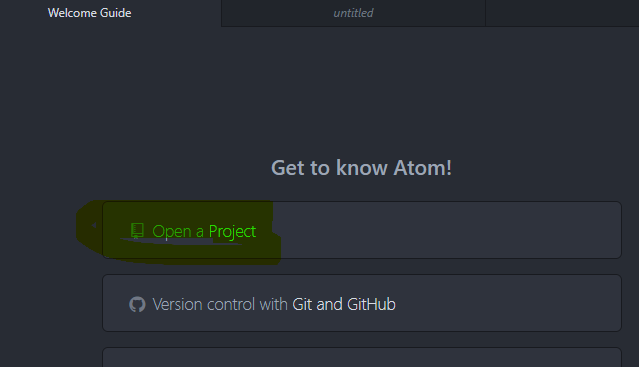 Welcome Guide
untitled
Get to know Atom!
Open a Project
Version control with Git and GitHub